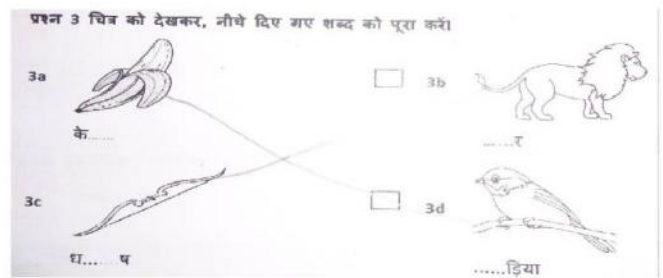 प्रश्न 3 चित्र को देखकर, नीचे दिए गए शब्द को पूरा करें।
3a
3b
के......
......र
3c
3d
ध......ष
......ड़िया